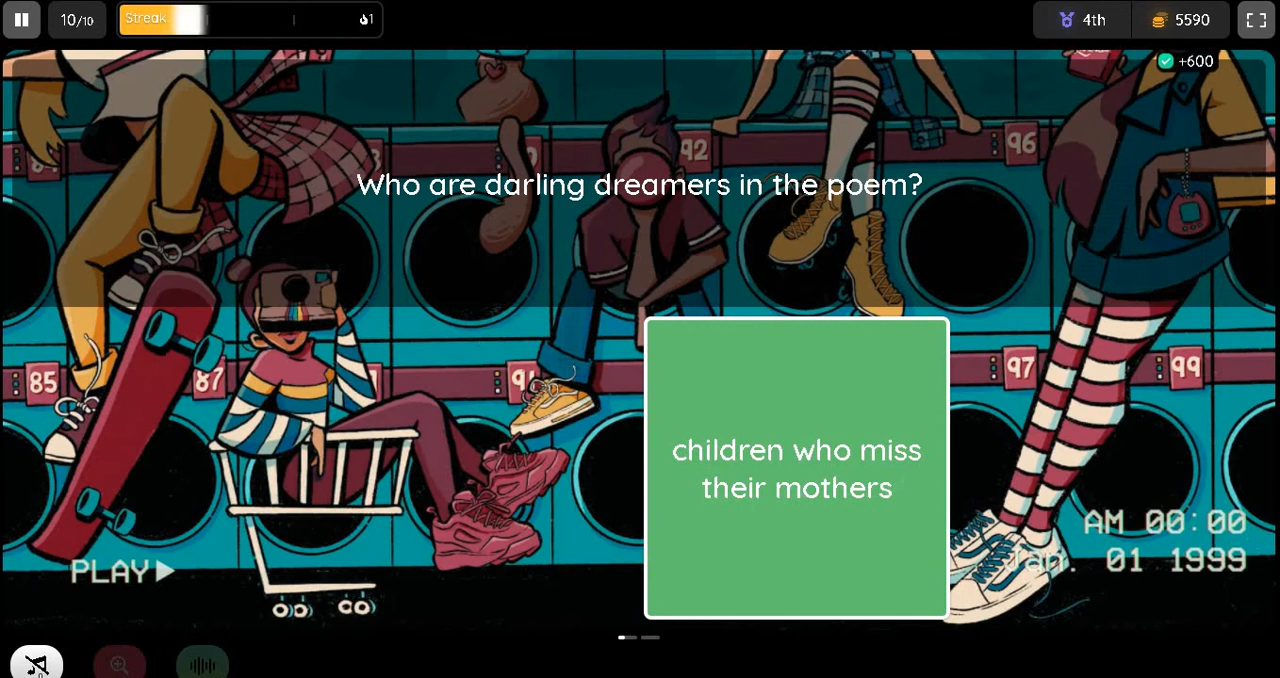 10/10
Streak
1
4th
5590
+600
Who are darling dreamers in the poem?
92
96
85
87
97
99
children who miss
their mothers
PLAY
AM 00:00
Jan. 01 1999